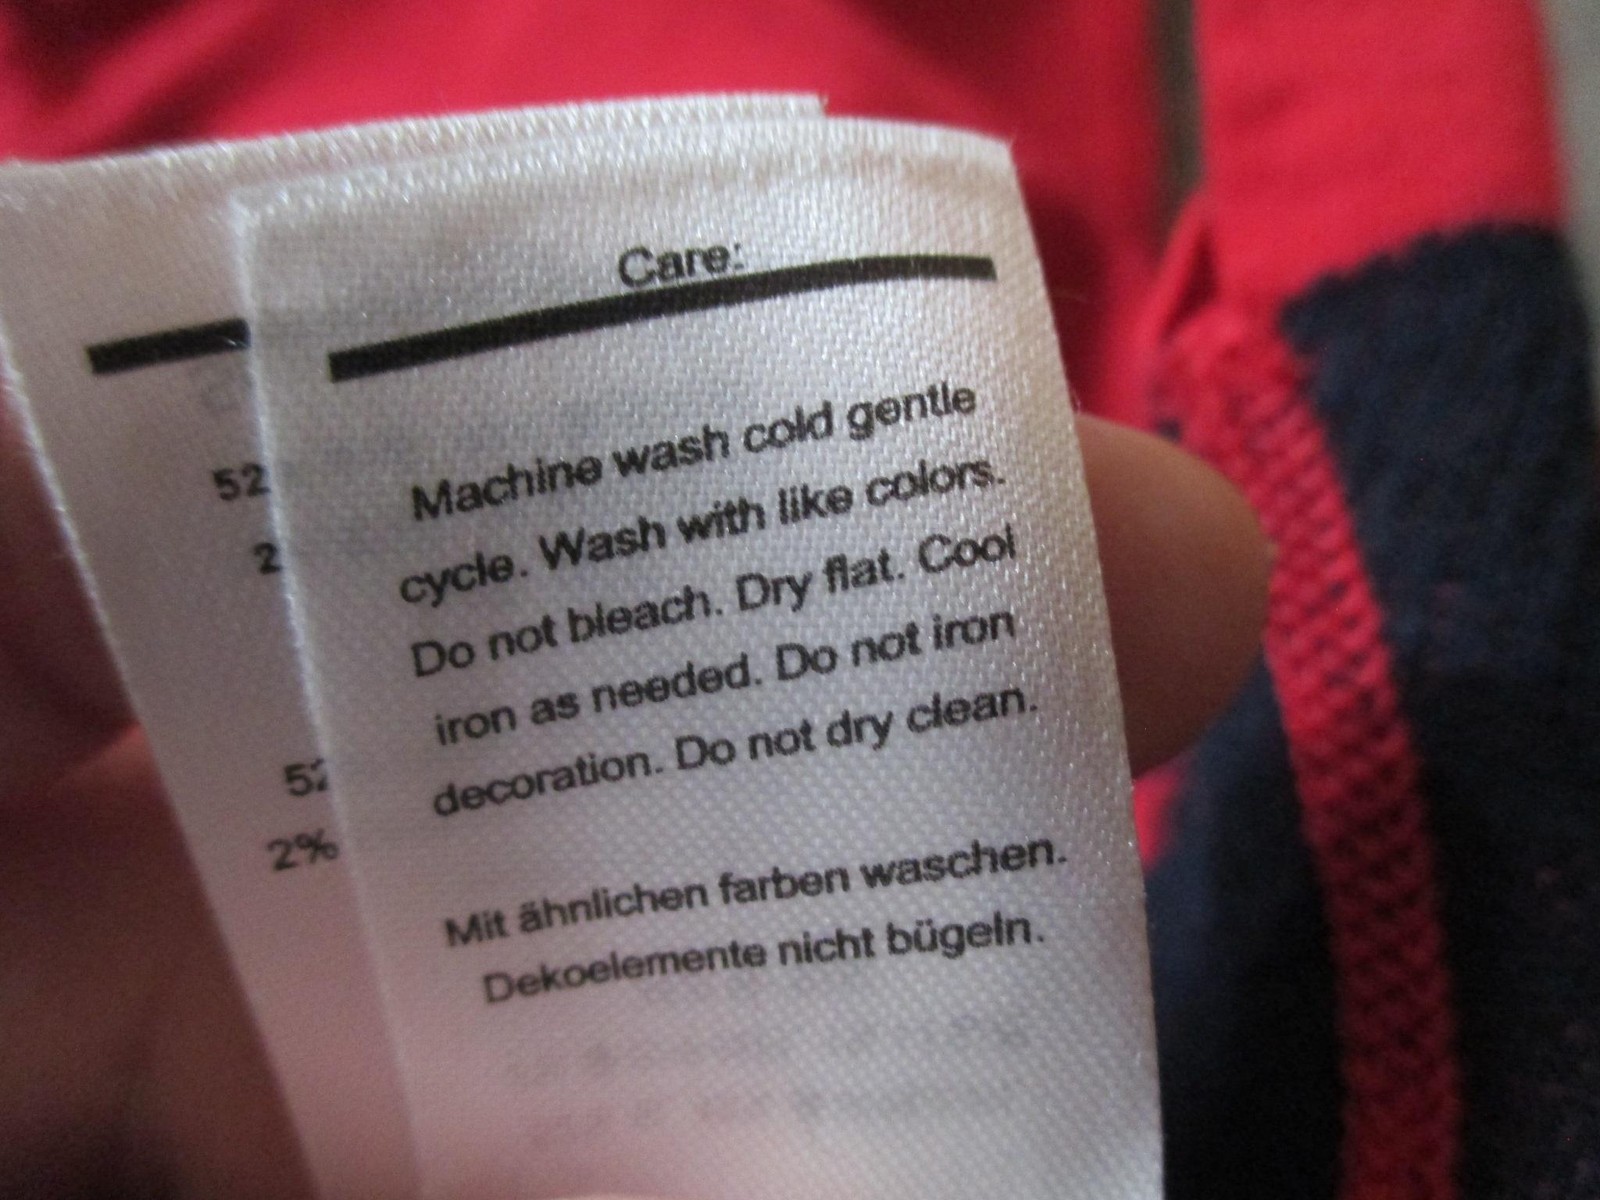 Care:
Machine wash cold gentle
cycle. Wash with like colors.
Do not bleach. Dry flat. Cool
iron as needed. Do not iron
decoration. Do not dry clean.
Mit ähnlichen farben waschen.
Dekoelemente nicht bügeln.
52
2
2%